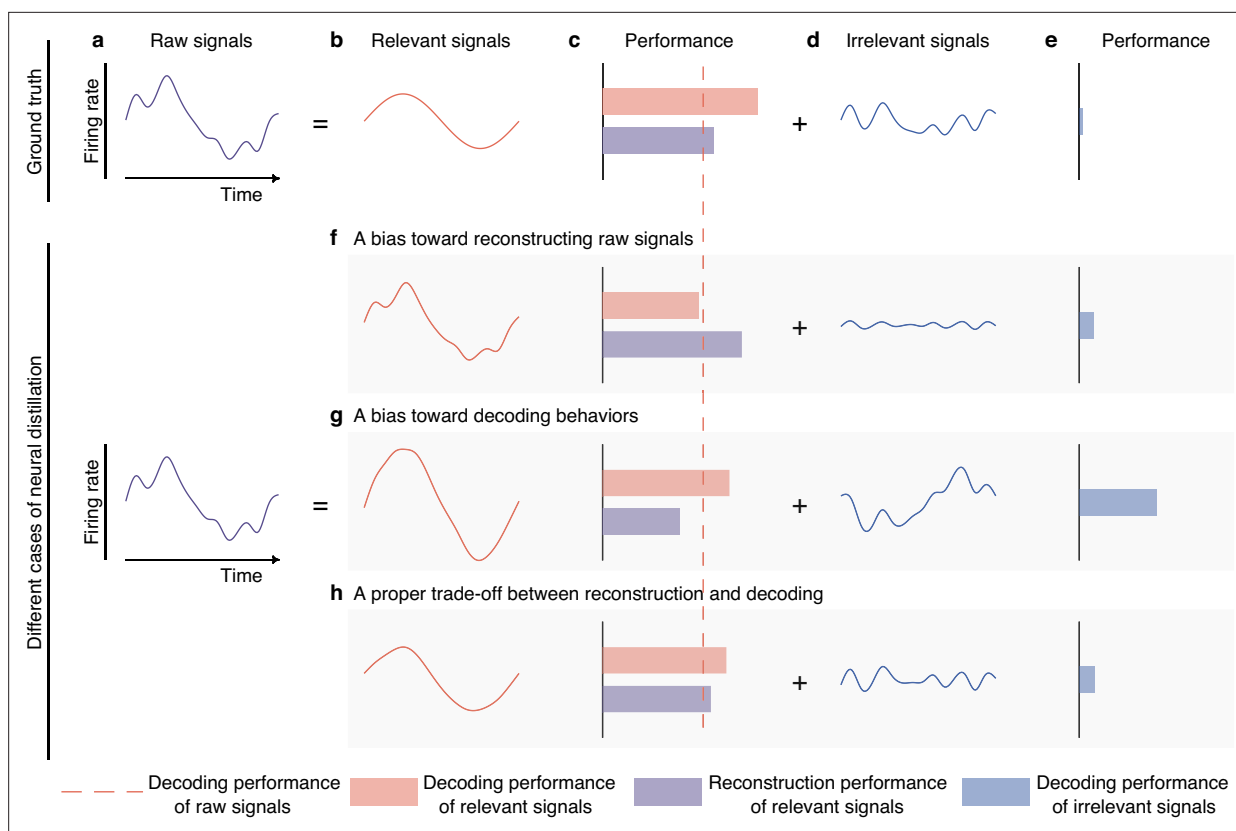 a Raw signals b Relevant signals c Performance d Irrelevant signals e Performance
Ground truth
Firing rate
=
+
Time
f A bias toward reconstructing raw signals
+
Different cases of neural distillation
g A bias toward decoding behaviors
Firing rate
=
+
Time
h A proper trade-off between reconstruction and decoding
+
Decoding performance
of raw signals
Decoding performance
of relevant signals
Reconstruction performance
of relevant signals
Decoding performance
of irrelevant signals